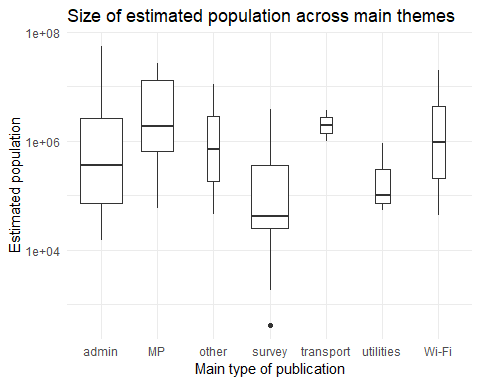 Size of estimated population across main themes
Estimated population
1e+08
1e+06
1e+04
admin MP other survey transport utilities Wi-Fi
Main type of publication